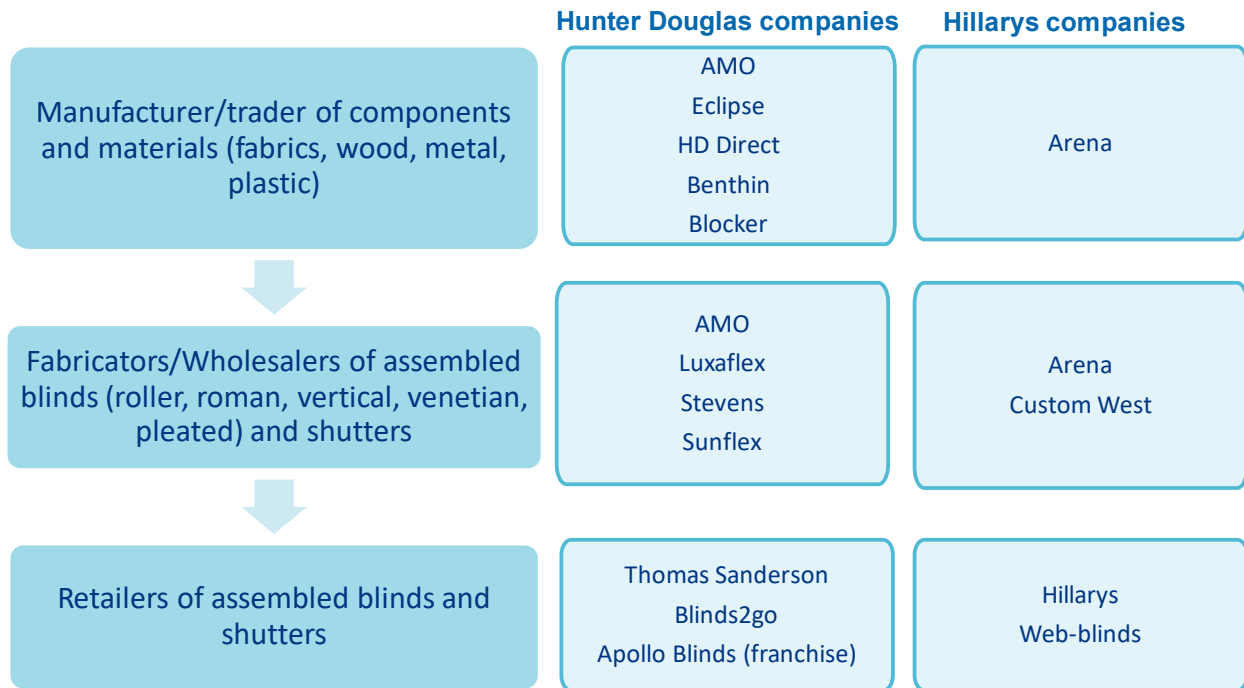 Hunter Douglas companies
Hillarys companies
Manufacturer/trader of components
and materials (fabrics, wood, metal,
plastic)
AMO
Eclipse
HD Direct
Benthin
Blocker
Arena
Fabricators/Wholesalers of assembled
blinds (roller, roman, vertical, venetian,
pleated) and shutters
AMO
Luxaflex
Stevens
Sunflex
Arena
Custom West
Retailers of assembled blinds and
shutters
Thomas Sanderson
Blinds2go
Apollo Blinds (franchise)
Hillarys
Web-blinds